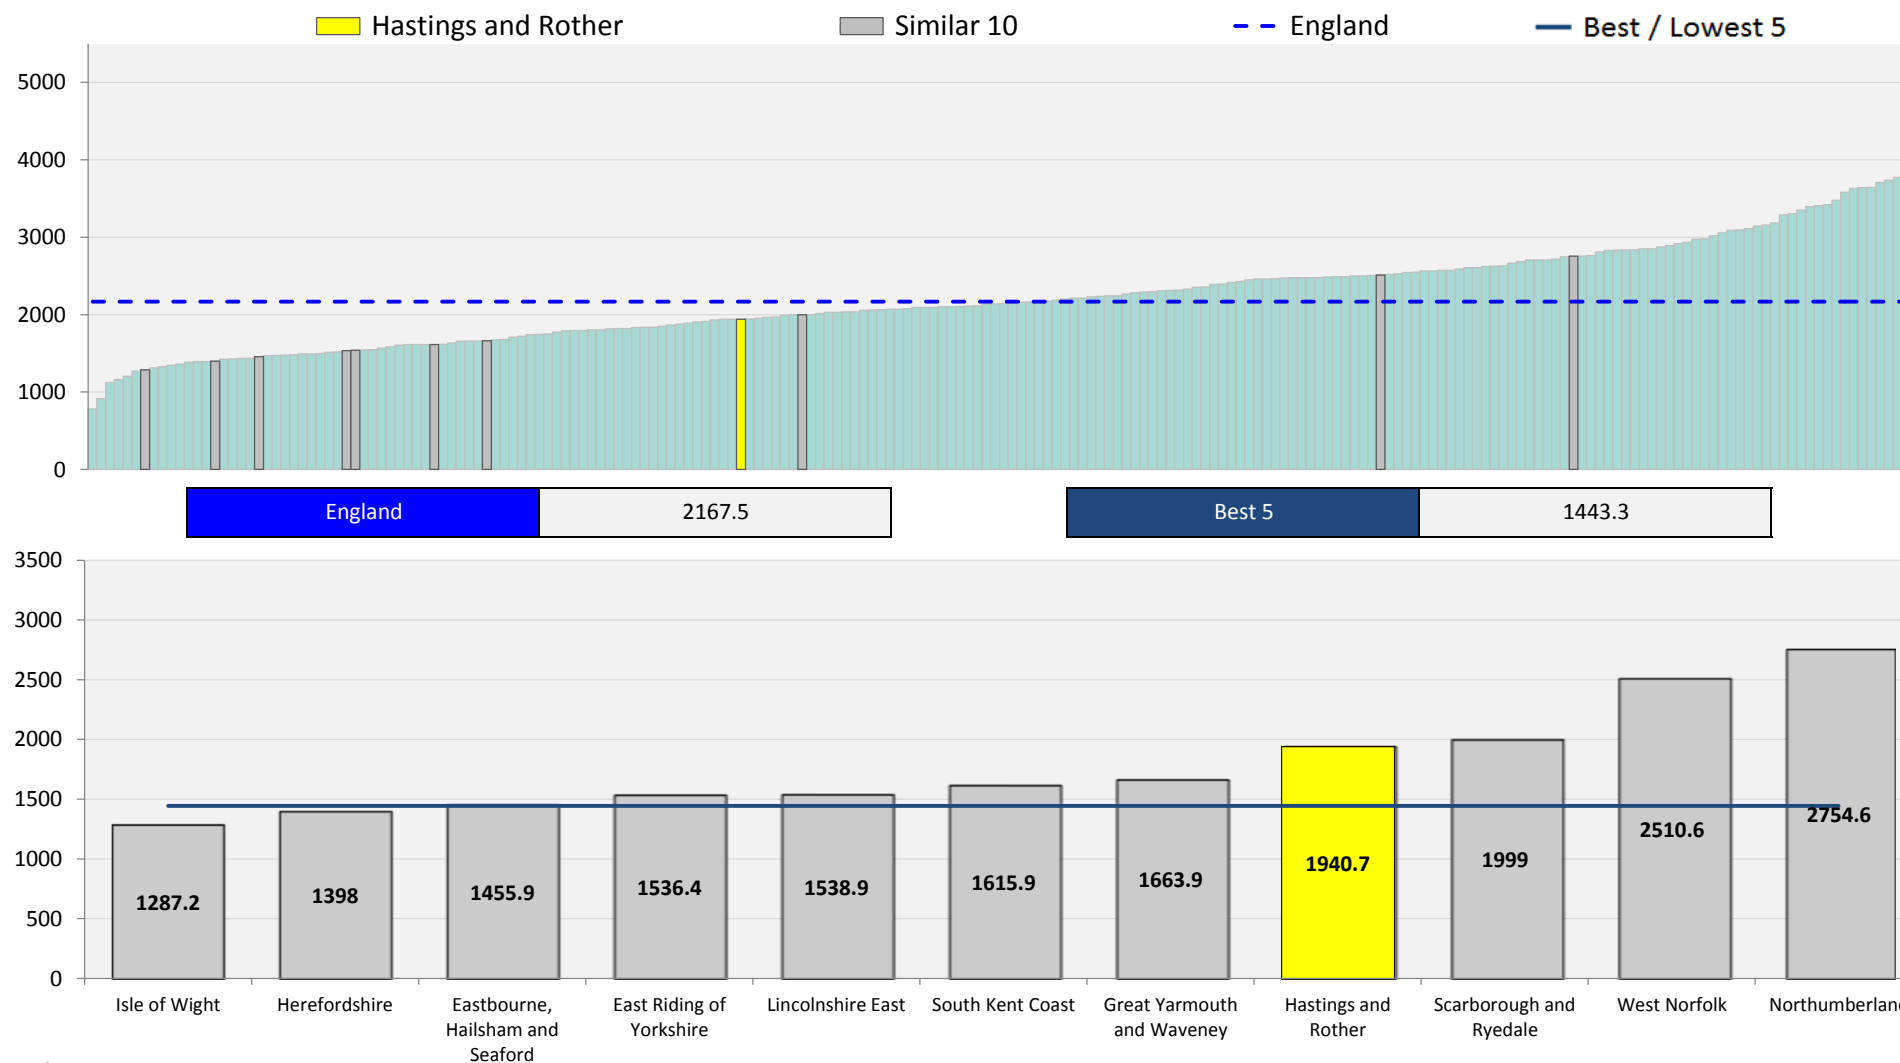 Hastings and Rother Similar 10 England Best / Lowest 5
5000
4000
3000
2000
1000
0
England 2167.5 Best 5 1443.3
3500
3000
2500
2000
1500
1000
500
0
1287.2 1398 1455.9 1536.4 1538.9 1615.9 1663.9 1940.7 1999 2510.6 2754.6
Isle of Wight
Herefordshire
Eastbourne,
Hailsham and
Seaford
East Riding of
Yorkshire
Lincolnshire East
South Kent Coast
Great Yarmouth
and Waveney
Hastings and
Rother
Scarborough and
Ryedale
West Norfolk
Northumberland